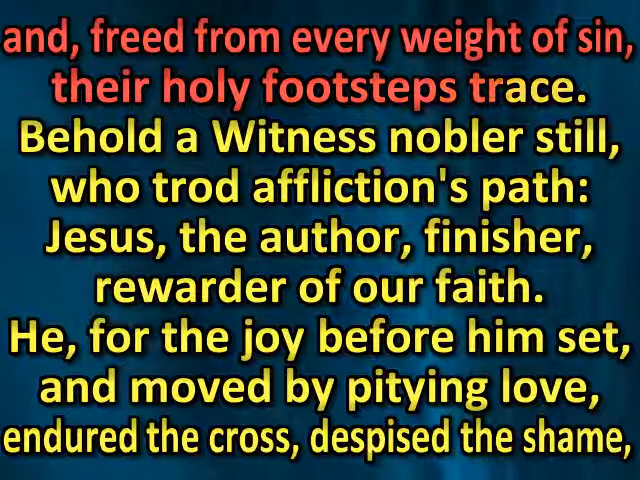 and, freed from every weight of sin,
their holy footsteps trace.
Behold a Witness nobler still,
who trod affliction's path:
Jesus, the author, finisher,
rewarder of our faith.
He, for the joy before him set,
and moved by pitying love,
endured the cross, despised the shame,